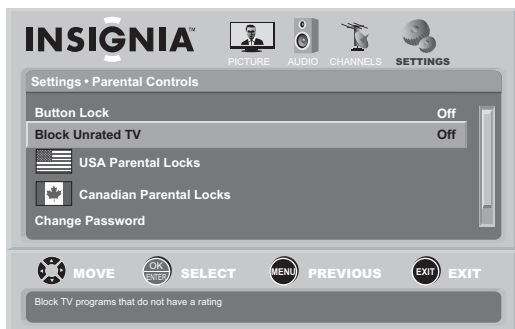 INSIGNIA™
PICTURE AUDIO CHANNELS SETTINGS
Settings • Parental Controls
Button Lock Off
Block Unrated TV Off
USA Parental Locks
Canadian Parental Locks
Change Password
MOVE OK ENTER SELECT MENU PREVIOUS EXIT EXIT
Block TV programs that do not have a rating